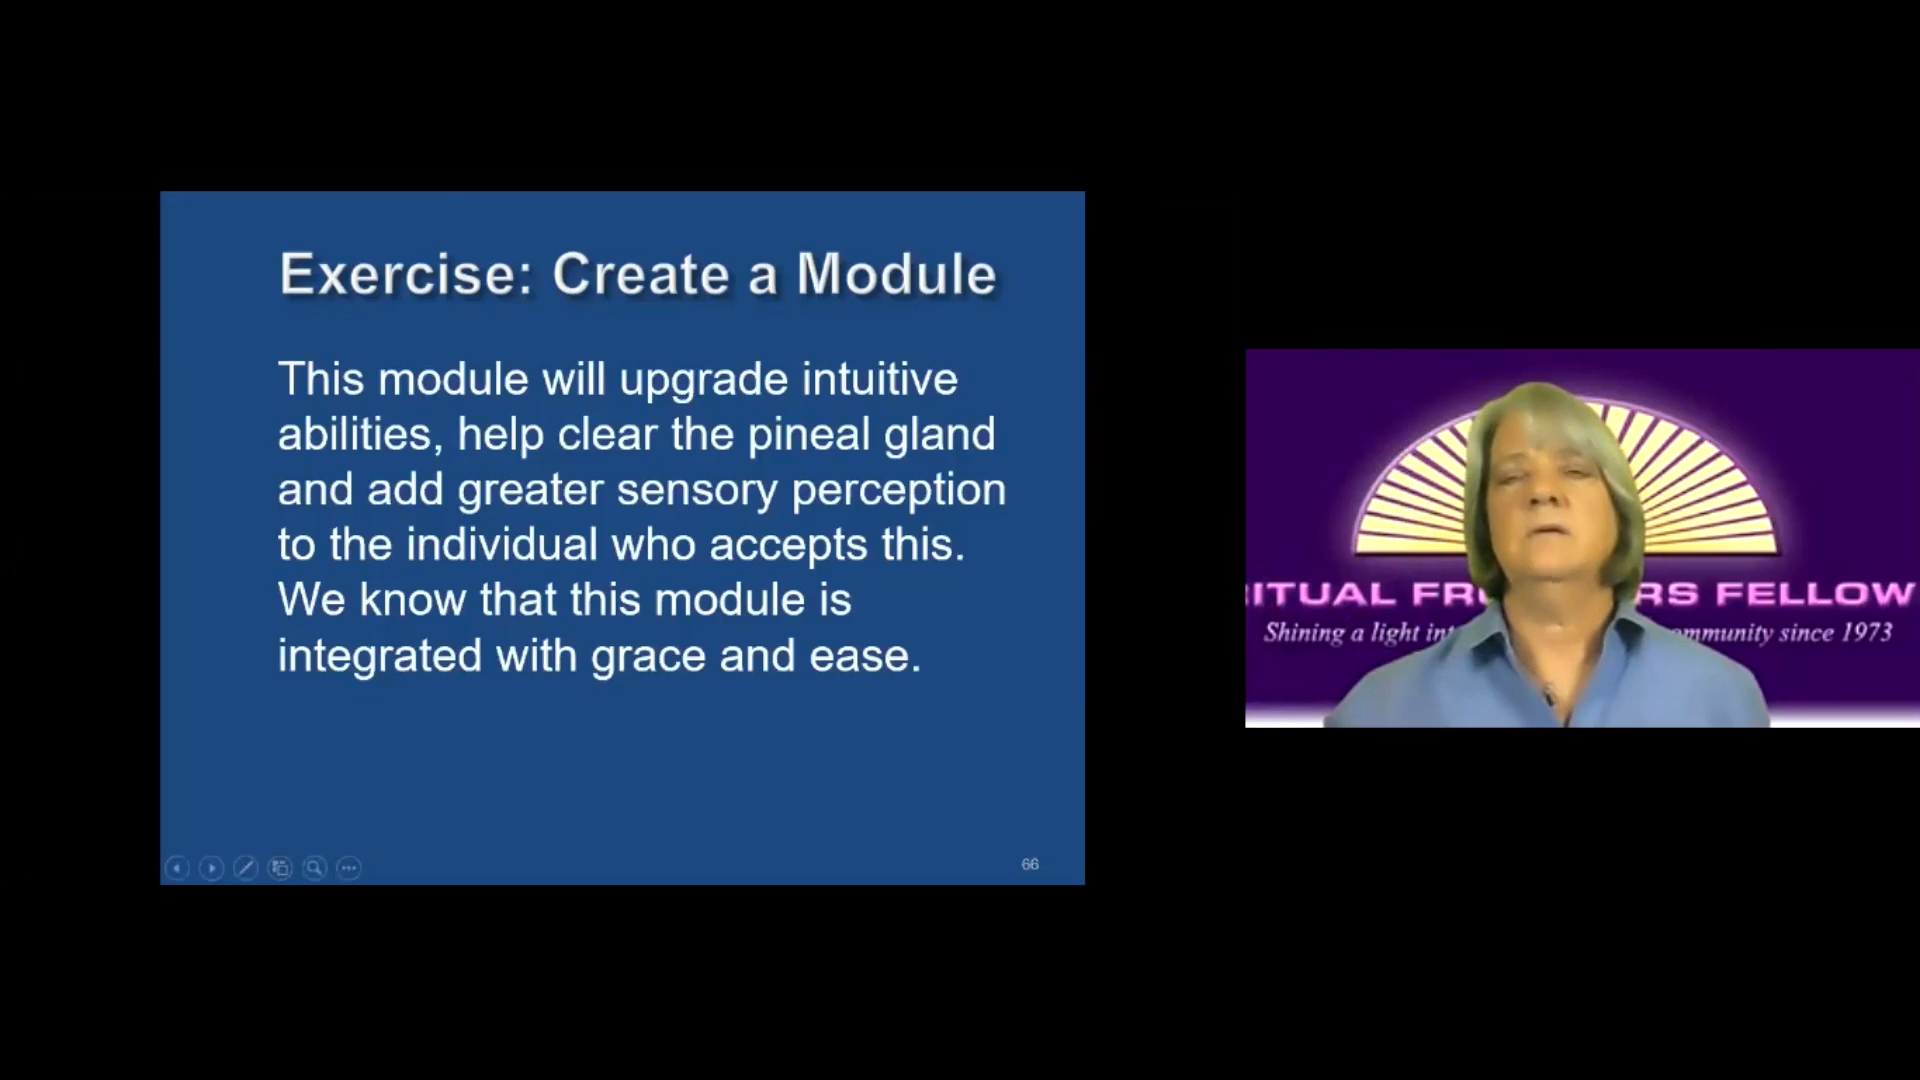 Exercise: Create a Module
This module will upgrade intuitive
abilities, help clear the pineal gland
and add greater sensory perception
to the individual who accepts this.
We know that this module is
integrated with grace and ease.
66
FELLOW
Shining a light
since 1973